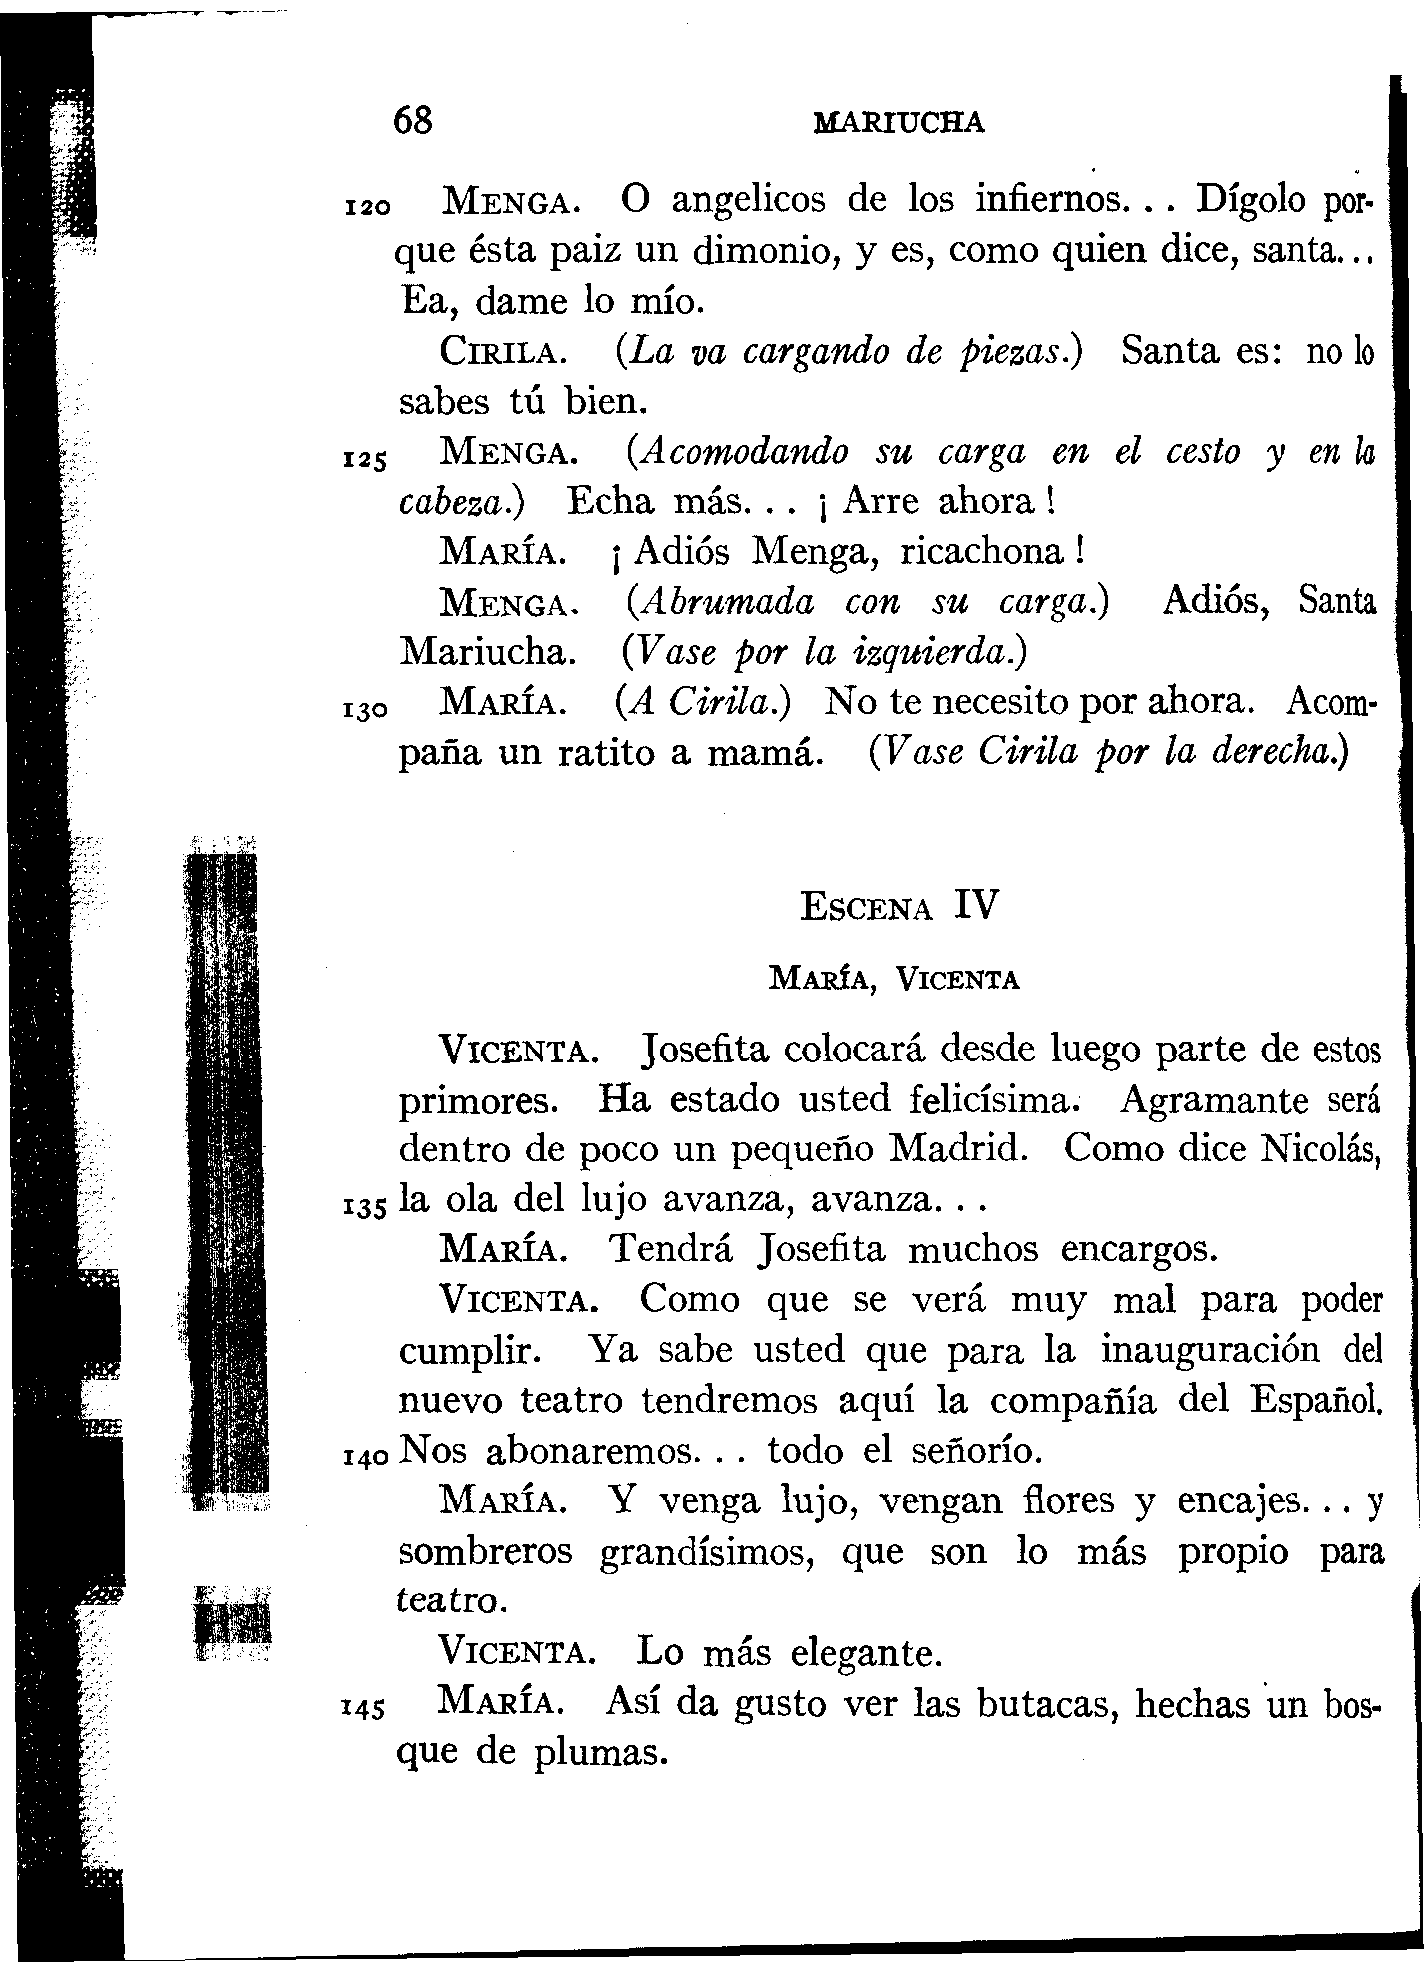 68 MARIUCHA
120 MENGA. O angelicos de los infiernos... Dígolo por-
que ésta paiz un dimonio, y es, como quien dice, santa...
Ea, dame lo mío.
CIRILA. (La va cargando de piezas.) Santa es: no lo
sabes tú bien.
125 MENGA. (Acomodando su carga en el cesto y en la
cabeza.) Echa más... ¡Arre ahora!
MARÍA. ¡Adiós Menga, ricachona!
MENGA. (Abrumada con su carga.) Adiós, Santa
Mariucha. (Vase por la izquierda.)
130 MARÍA. (A Cirila.) No te necesito por ahora. Acom-
paña un ratito a mamá. (Vase Cirila por la derecha.)
ESCENA IV
MARÍA, VICENTA
VICENTA. Josefita colocará desde luego parte de estos
primores. Ha estado usted felicísima. Agramante será
dentro de poco un pequeño Madrid. Como dice Nicolás,
135 la ola del lujo avanza, avanza...
MARÍA. Tendrá Josefita muchos encargos.
VICENTA. Como que se verá muy mal para poder
cumplir. Ya sabe usted que para la inauguración del
nuevo teatro tendremos aquí la compañía del Español.
140 Nos abonaremos... todo el señorío.
MARÍA. Y venga lujo, vengan flores y encajes... y
sombreros grandísimos, que son lo más propio para
teatro.
VICENTA. Lo más elegante.
145 MARÍA. Así da gusto ver las butacas, hechas un bos-
que de plumas.